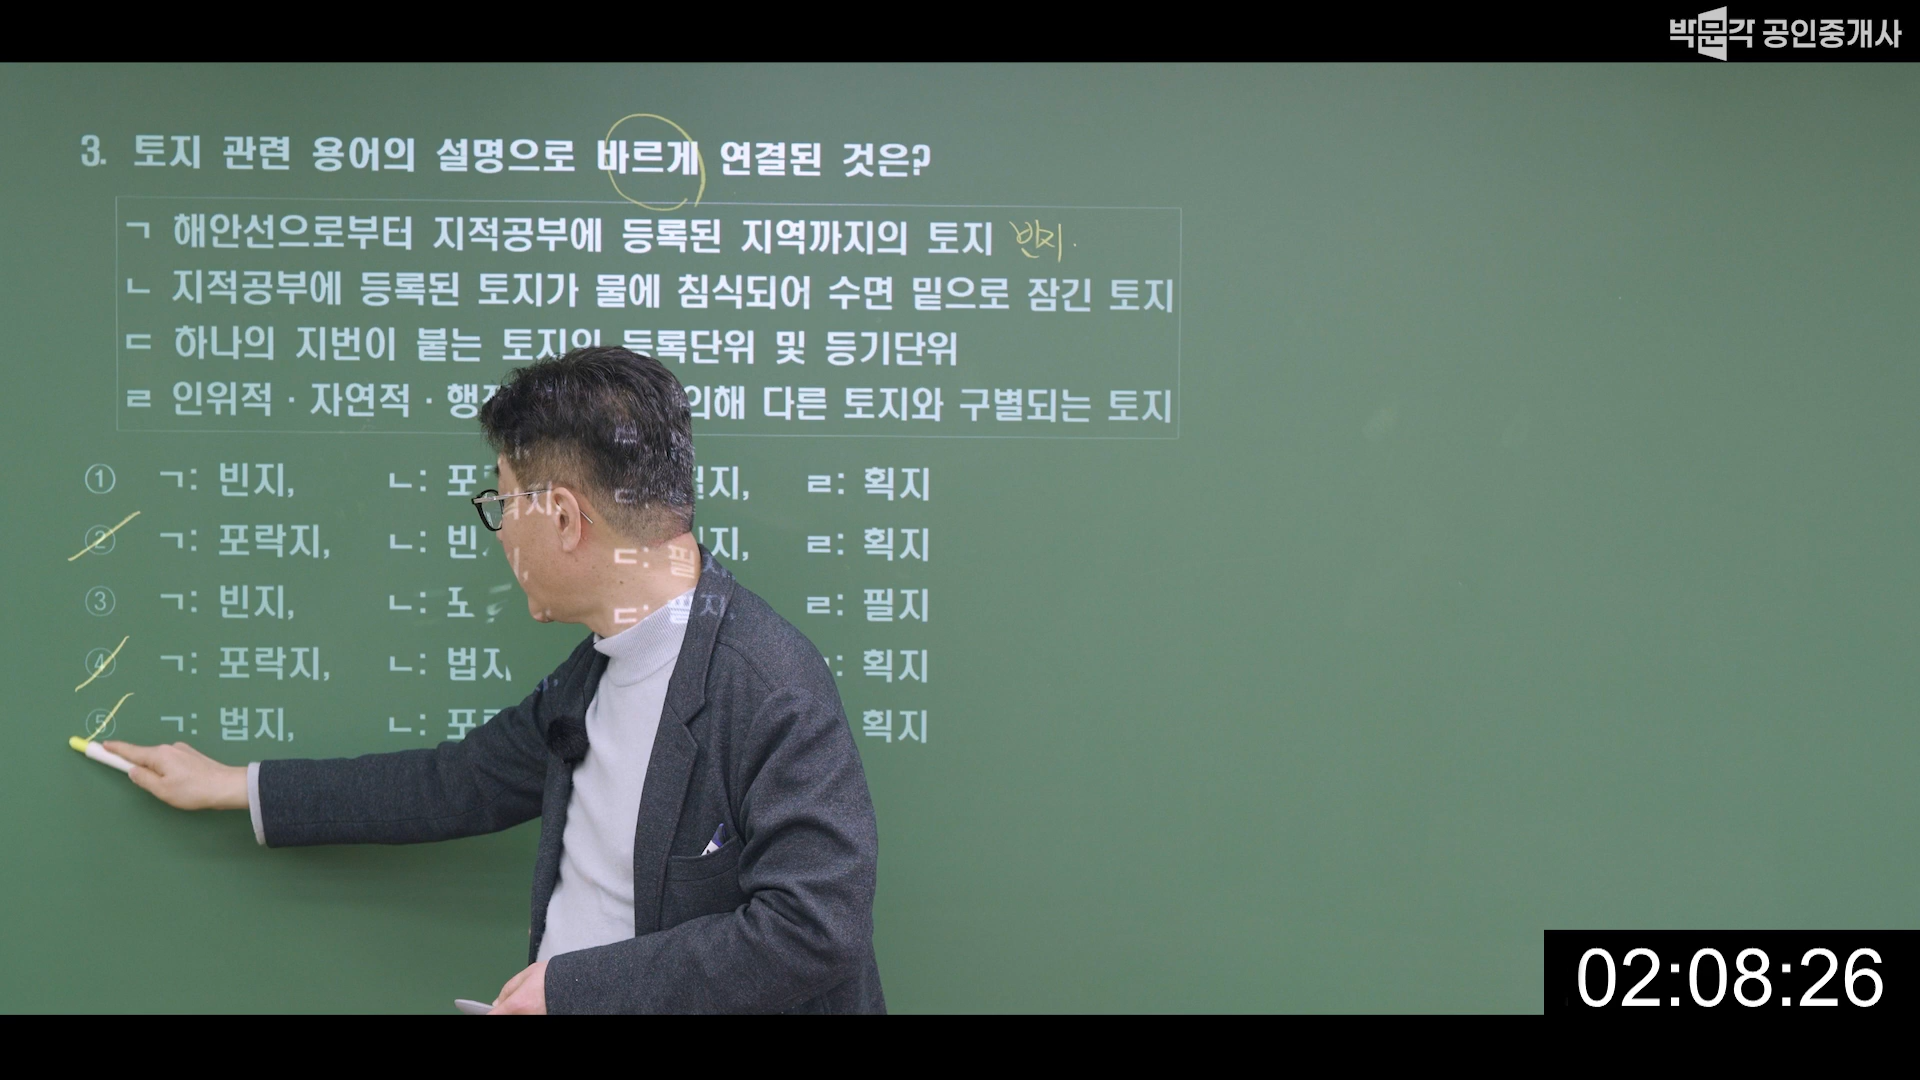 박문각 공인중개사
3. 토지 관련 용어의 설명으로 바르게 연결된 것은?
ㄱ 해안선으로부터 지적공부에 등록된 지역까지의 토지 빈지.
ㄴ 지적공부에 등록된 토지가 물에 침식되어 수면 밑으로 잠긴 토지
ㄷ 하나의 지번이 붙는 토지의 등록단위 및 등기단위
ㄹ 인위적 · 자연적 · 의해 다른 토지와 구별되는 토지
① ㄱ: 빈지, ㄴ: ㄹ: 획지
② ㄱ: 포락지, ㄴ: ㄷ: 필지, ㄹ: 획지
③ ㄱ: 빈지, ㄴ: ㄷ: 필지, ㄹ: 필지
④ ㄱ: 포락지, ㄴ: 법지 획지
⑤ ㄱ: 법지, ㄴ: 획지
02:08:26